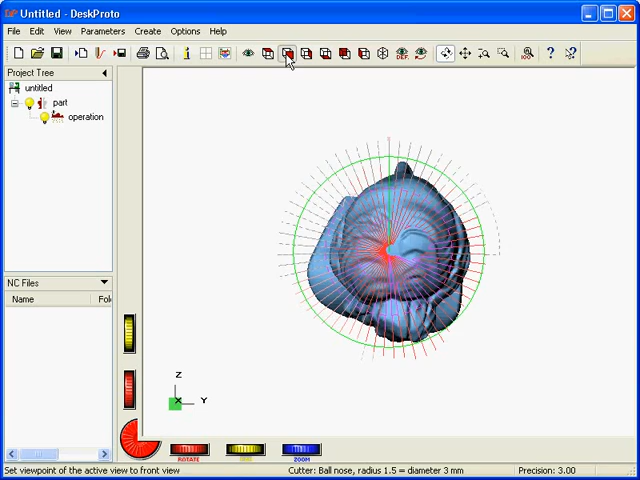 DP Untitled - DeskProto
File Edit View Parameters Create Options Help
DEF. 100
Project Tree
untitled
part
operation
NC Files
Name Fol
Z
X Y
ROTATE ZOOM
Set viewpoint of the active view to front view Cutter: Ball nose, radius 1.5 = diameter 3 mm Precision: 3.00